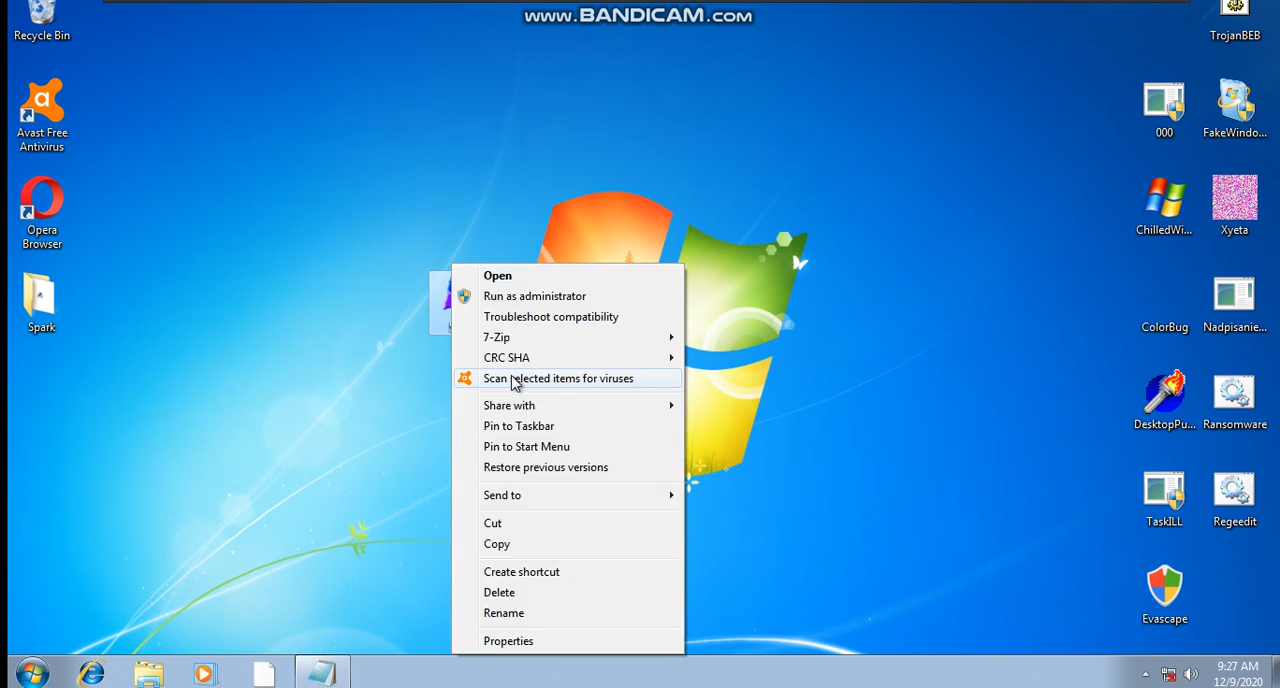 www.BANDICAM.com
Recycle Bin
Avast Free
Antivirus
Opera
Browser
Spark
Open
Run as administrator
Troubleshoot compatibility
7-Zip
CRC SHA
Scan selected items for viruses
Share with
Pin to Taskbar
Pin to Start Menu
Restore previous versions
Send to
Cut
Copy
Create shortcut
Delete
Rename
Properties
TrojanBEB
000
FakeWindo...
ChilledWi...
Xyeta
ColorBug
Nadpisanie...
DesktopPu...
Ransomware
TaskILL
Regeedit
Evascape
9:27 AM
12/9/2020